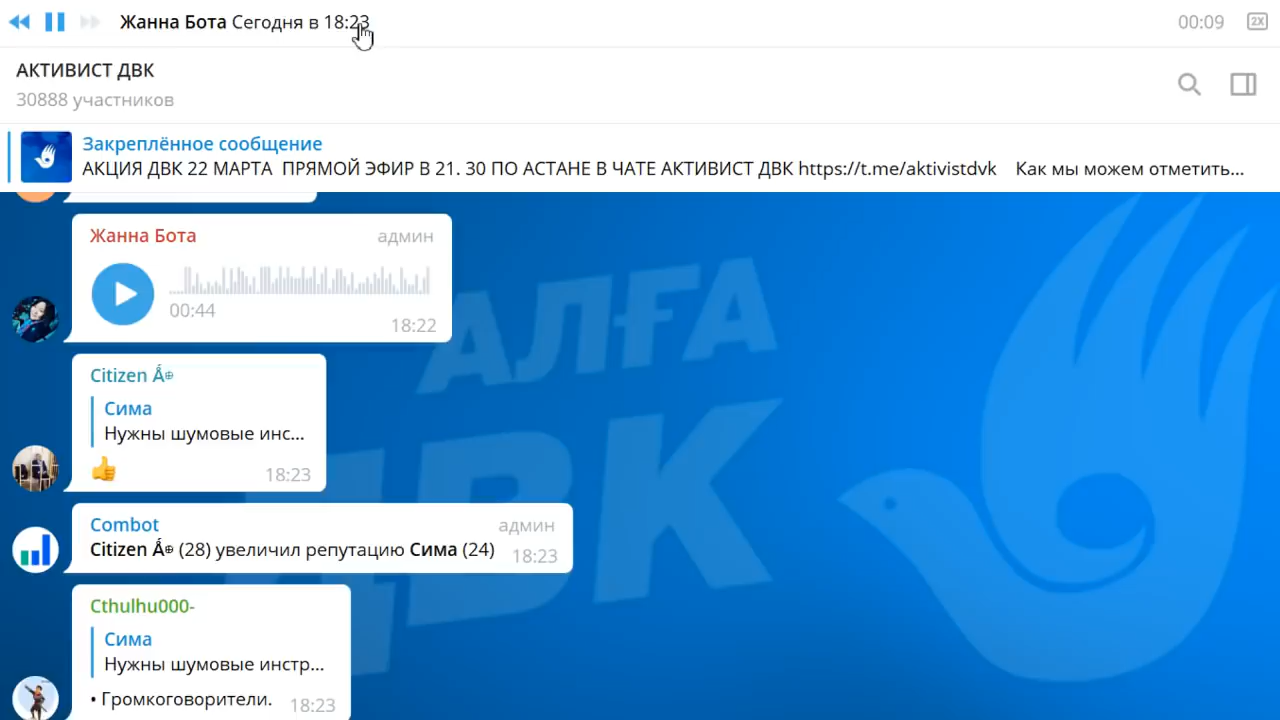 Жанна Бота Сегодня в 18:23
00:09
2X
АКТИВИСТ ДВК
30888 участников
Закреплённое сообщение
АКЦИЯ ДВК 22 МАРТА ПРЯМОЙ ЭФИР В 21. 30 ПО АСТАНЕ В ЧАТЕ АКТИВИСТ ДВК https://t.me/aktivistdvk Как мы можем отметить...
Жанна Бота
админ
00:44
18:22
Citizen Ǻ⊕
Сима
Нужны шумовые инс...
👍
18:23
Combot
админ
Citizen Ǻ⊕ (28) увеличил репутацию Сима (24)
18:23
Cthulhu000-
Сима
Нужны шумовые инстр...
• Громкоговорители.
18:23
АЛҒА
ДВК